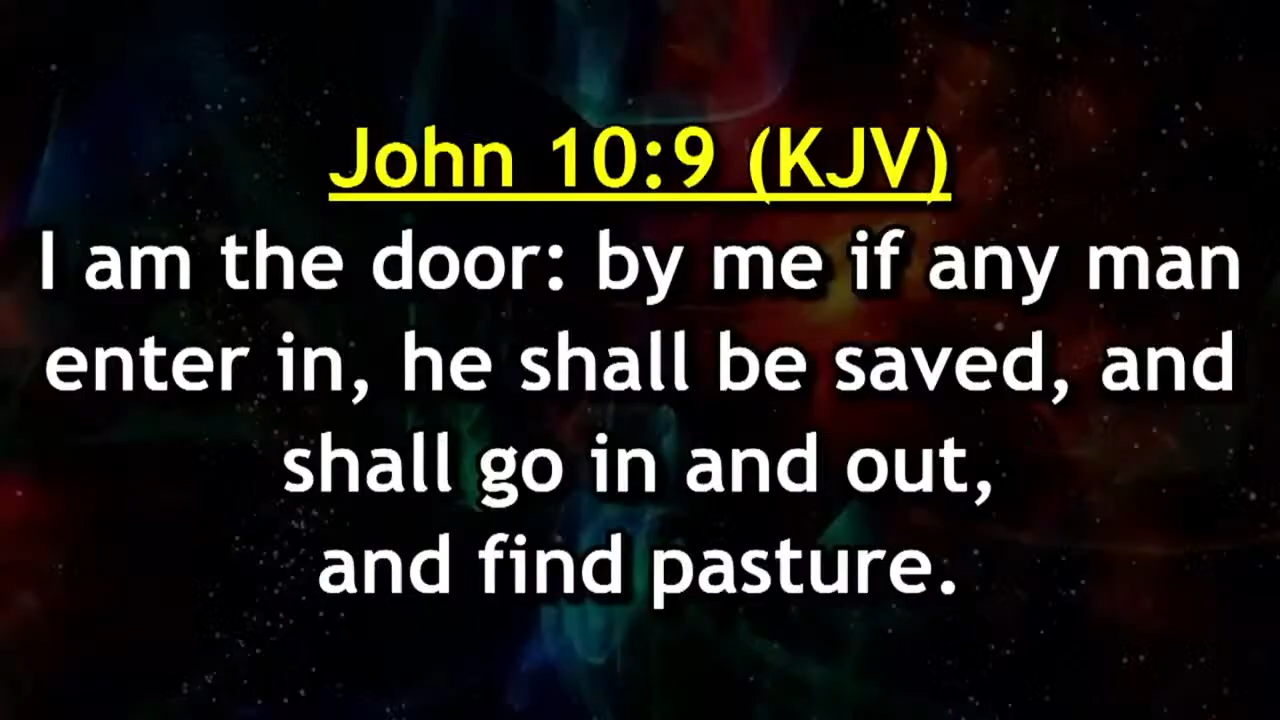 John 10:9 (KJV)
I am the door: by me if any man
enter in, he shall be saved, and
shall go in and out,
and find pasture.